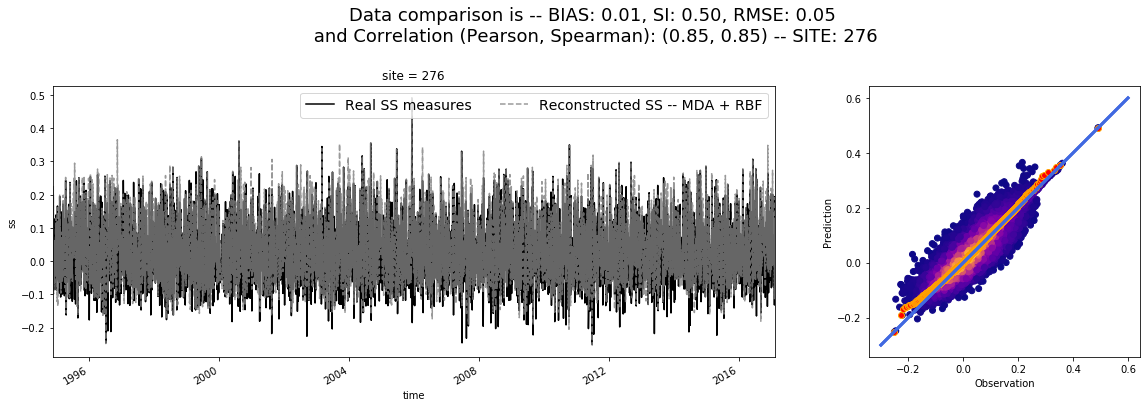 Data comparison is -- BIAS: 0.01, SI: 0.50, RMSE: 0.05
and Correlation (Pearson, Spearman): (0.85, 0.85) -- SITE: 276
site = 276
Real SS measures
Reconstructed SS -- MDA + RBF
ss
0.5
0.4
0.3
0.2
0.1
0.0
−0.1
−0.2
1996
2000
2004
2008
2012
2016
time
Prediction
0.6
0.4
0.2
0.0
−0.2
−0.2
0.0
0.2
0.4
0.6
Observation